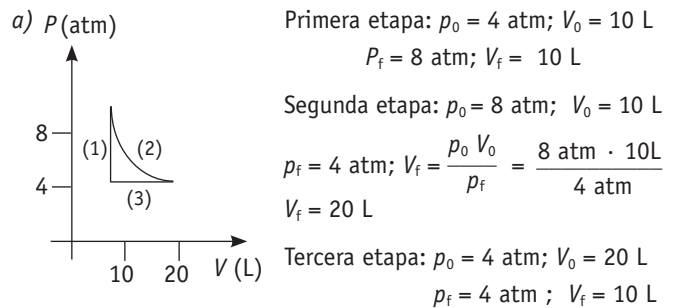 a) P (atm)
8
4
(1)
(2)
(3)
10
20
V (L)
Primera etapa: p₀ = 4 atm; V₀ = 10 L
P_f = 8 atm; V_f = 10 L
Segunda etapa: p₀ = 8 atm; V₀ = 10 L
p_f = 4 atm; V_f = p₀ V₀ / p_f = 8 atm · 10L / 4 atm
V_f = 20 L
Tercera etapa: p₀ = 4 atm; V₀ = 20 L
p_f = 4 atm ; V_f = 10 L